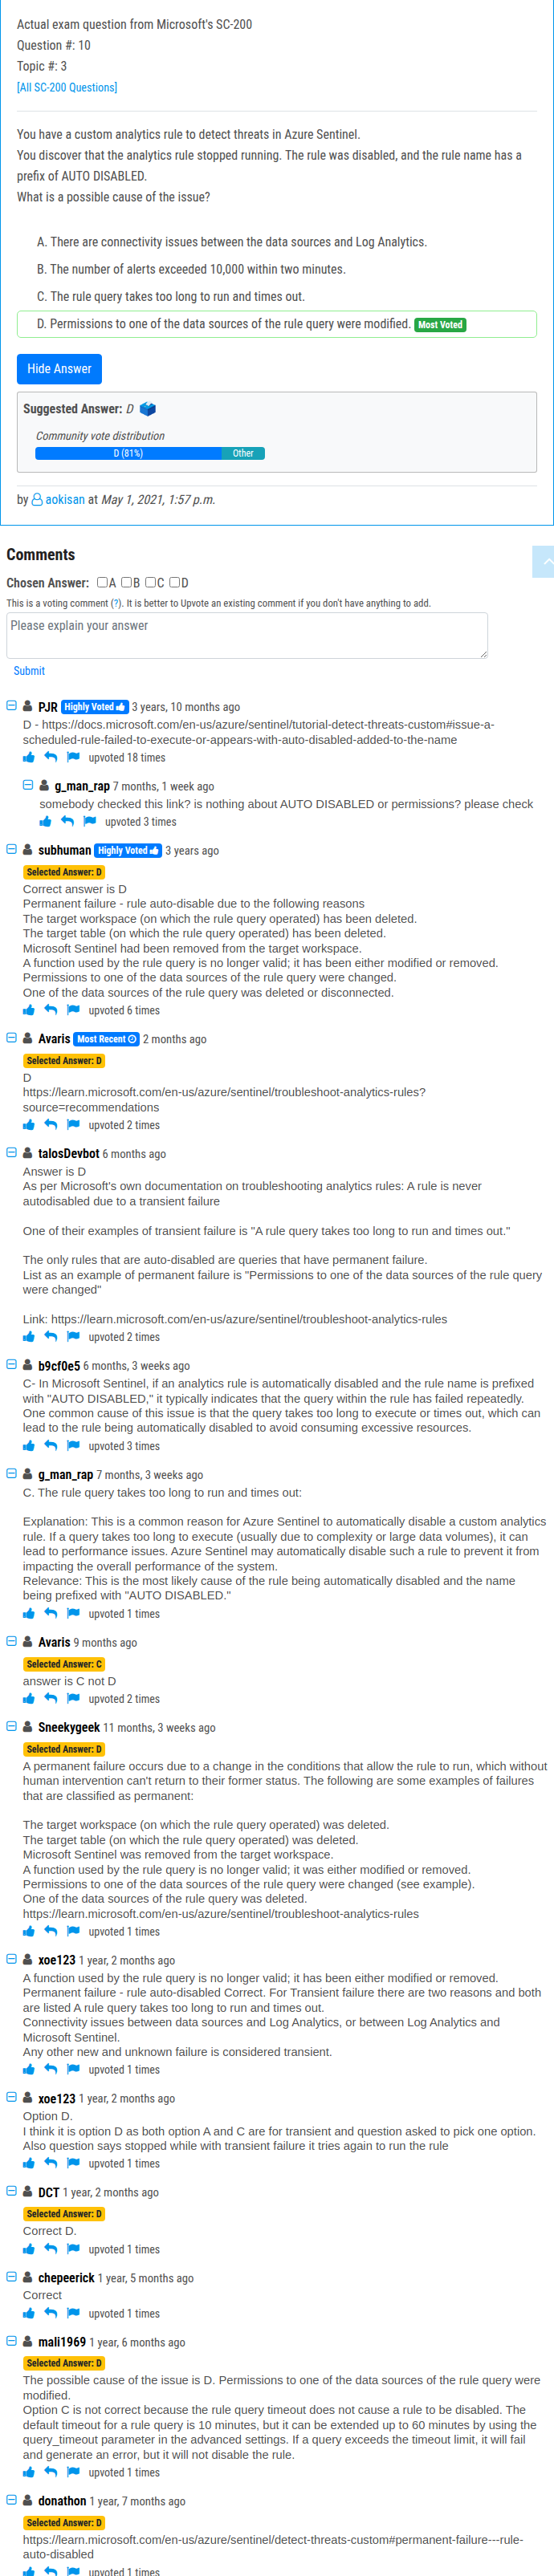 Actual exam question from Microsoft's SC-200
Question #: 10
Topic #: 3
[All SC-200 Questions]
You have a custom analytics rule to detect threats in Azure Sentinel.
You discover that the analytics rule stopped running. The rule was disabled, and the rule name has a
prefix of AUTO DISABLED.
What is a possible cause of the issue?
A. There are connectivity issues between the data sources and Log Analytics.
B. The number of alerts exceeded 10,000 within two minutes.
C. The rule query takes too long to run and times out.
D. Permissions to one of the data sources of the rule query were modified. Most Voted
Hide Answer
Suggested Answer: D
Community vote distribution
D (81%) Other
by aokisan at May 1, 2021, 1:57 p.m.
Comments
Chosen Answer: A B C D
This is a voting comment (?). It is better to Upvote an existing comment if you don't have anything to add.
Please explain your answer
Submit
PJR Highly Voted 3 years, 10 months ago
D - https://docs.microsoft.com/en-us/azure/sentinel/tutorial-detect-threats-custom#issue-a-
scheduled-rule-failed-to-execute-or-appears-with-auto-disabled-added-to-the-name
upvoted 18 times
g_man_rap 7 months, 1 week ago
somebody checked this link? is nothing about AUTO DISABLED or permissions? please check
upvoted 3 times
subhuman Highly Voted 3 years ago
Selected Answer: D
Correct answer is D
Permanent failure - rule auto-disable due to the following reasons
The target workspace (on which the rule query operated) has been deleted.
The target table (on which the rule query operated) has been deleted.
Microsoft Sentinel had been removed from the target workspace.
A function used by the rule query is no longer valid; it has been either modified or removed.
Permissions to one of the data sources of the rule query were changed.
One of the data sources of the rule query was deleted or disconnected.
upvoted 6 times
Avaris Most Recent 2 months ago
Selected Answer: D
D
https://learn.microsoft.com/en-us/azure/sentinel/troubleshoot-analytics-rules?
source=recommendations
upvoted 2 times
talosDevbot 6 months ago
Answer is D
As per Microsoft's own documentation on troubleshooting analytics rules: A rule is never
autodisabled due to a transient failure
One of their examples of transient failure is "A rule query takes too long to run and times out."
The only rules that are auto-disabled are queries that have permanent failure.
List as an example of permanent failure is "Permissions to one of the data sources of the rule query
were changed"
Link: https://learn.microsoft.com/en-us/azure/sentinel/troubleshoot-analytics-rules
upvoted 2 times
b9cf0e5 6 months, 3 weeks ago
C- In Microsoft Sentinel, if an analytics rule is automatically disabled and the rule name is prefixed
with "AUTO DISABLED," it typically indicates that the query within the rule has failed repeatedly.
One common cause of this issue is that the query takes too long to execute or times out, which can
lead to the rule being automatically disabled to avoid consuming excessive resources.
upvoted 3 times
g_man_rap 7 months, 3 weeks ago
C. The rule query takes too long to run and times out:
Explanation: This is a common reason for Azure Sentinel to automatically disable a custom analytics
rule. If a query takes too long to execute (usually due to complexity or large data volumes), it can
lead to performance issues. Azure Sentinel may automatically disable such a rule to prevent it from
impacting the overall performance of the system.
Relevance: This is the most likely cause of the rule being automatically disabled and the name
being prefixed with "AUTO DISABLED."
upvoted 1 times
Avaris 9 months ago
Selected Answer: C
answer is C not D
upvoted 2 times
Sneekygeek 11 months, 3 weeks ago
Selected Answer: D
A permanent failure occurs due to a change in the conditions that allow the rule to run, which without
human intervention can't return to their former status. The following are some examples of failures
that are classified as permanent:
The target workspace (on which the rule query operated) was deleted.
The target table (on which the rule query operated) was deleted.
Microsoft Sentinel was removed from the target workspace.
A function used by the rule query is no longer valid; it was either modified or removed.
Permissions to one of the data sources of the rule query were changed (see example).
One of the data sources of the rule query was deleted.
https://learn.microsoft.com/en-us/azure/sentinel/troubleshoot-analytics-rules
upvoted 1 times
xoe123 1 year, 2 months ago
A function used by the rule query is no longer valid; it has been either modified or removed.
Permanent failure - rule auto-disabled Correct. For Transient failure there are two reasons and both
are listed A rule query takes too long to run and times out.
Connectivity issues between data sources and Log Analytics, or between Log Analytics and
Microsoft Sentinel.
Any other new and unknown failure is considered transient.
upvoted 1 times
xoe123 1 year, 2 months ago
Option D.
I think it is option D as both option A and C are for transient and question asked to pick one option.
Also question says stopped while with transient failure it tries again to run the rule
upvoted 1 times
DCT 1 year, 2 months ago
Selected Answer: D
Correct D.
upvoted 1 times
chepeerick 1 year, 5 months ago
Correct
upvoted 1 times
mali1969 1 year, 6 months ago
Selected Answer: D
The possible cause of the issue is D. Permissions to one of the data sources of the rule query were
modified.
Option C is not correct because the rule query timeout does not cause a rule to be disabled. The
default timeout for a rule query is 10 minutes, but it can be extended up to 60 minutes by using the
query_timeout parameter in the advanced settings. If a query exceeds the timeout limit, it will fail
and generate an error, but it will not disable the rule.
upvoted 1 times
donathon 1 year, 7 months ago
Selected Answer: D
https://learn.microsoft.com/en-us/azure/sentinel/detect-threats-custom#permanent-failure---rule-
auto-disabled
upvoted 1 times